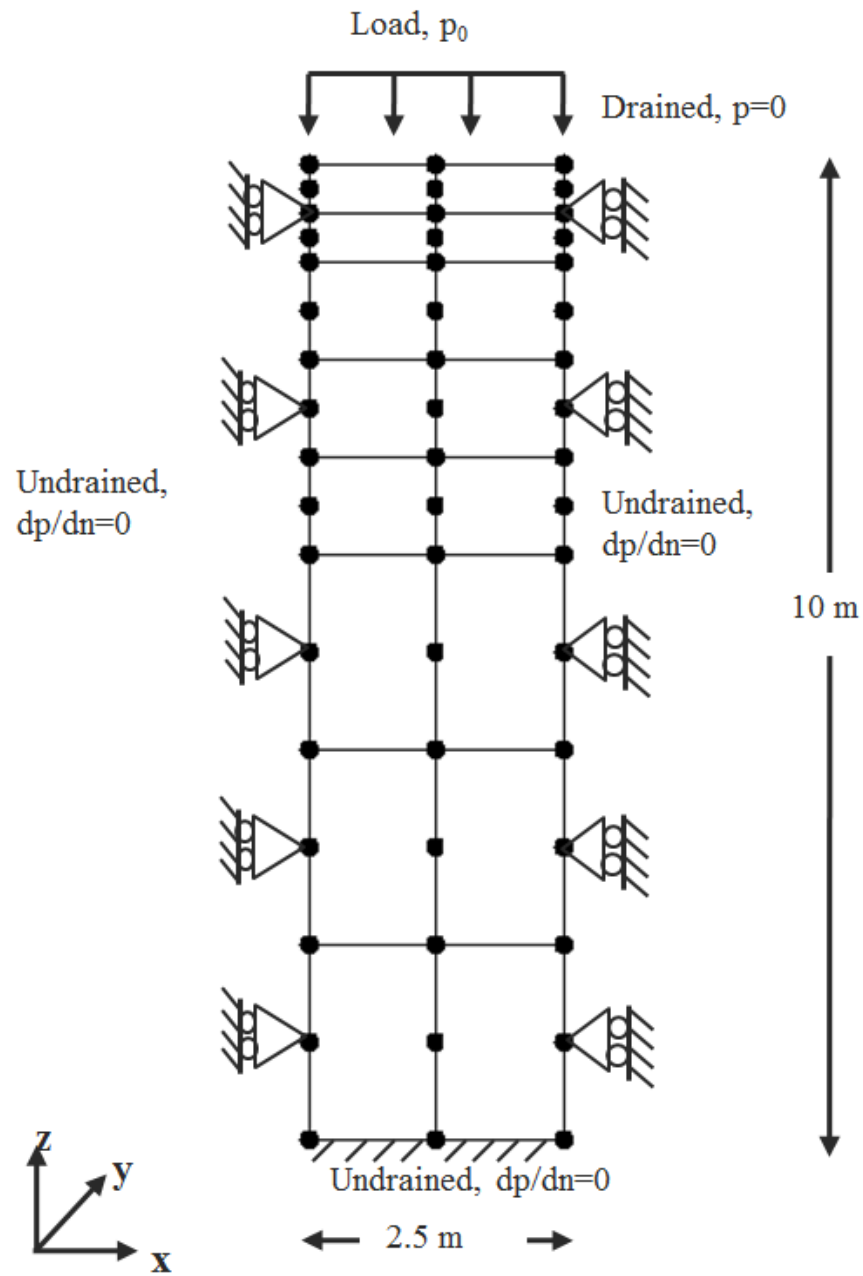 Load, p₀
Drained, p=0
Undrained,
dp/dn=0
Undrained,
dp/dn=0
10 m
Undrained, dp/dn=0
2.5 m
z
y
x